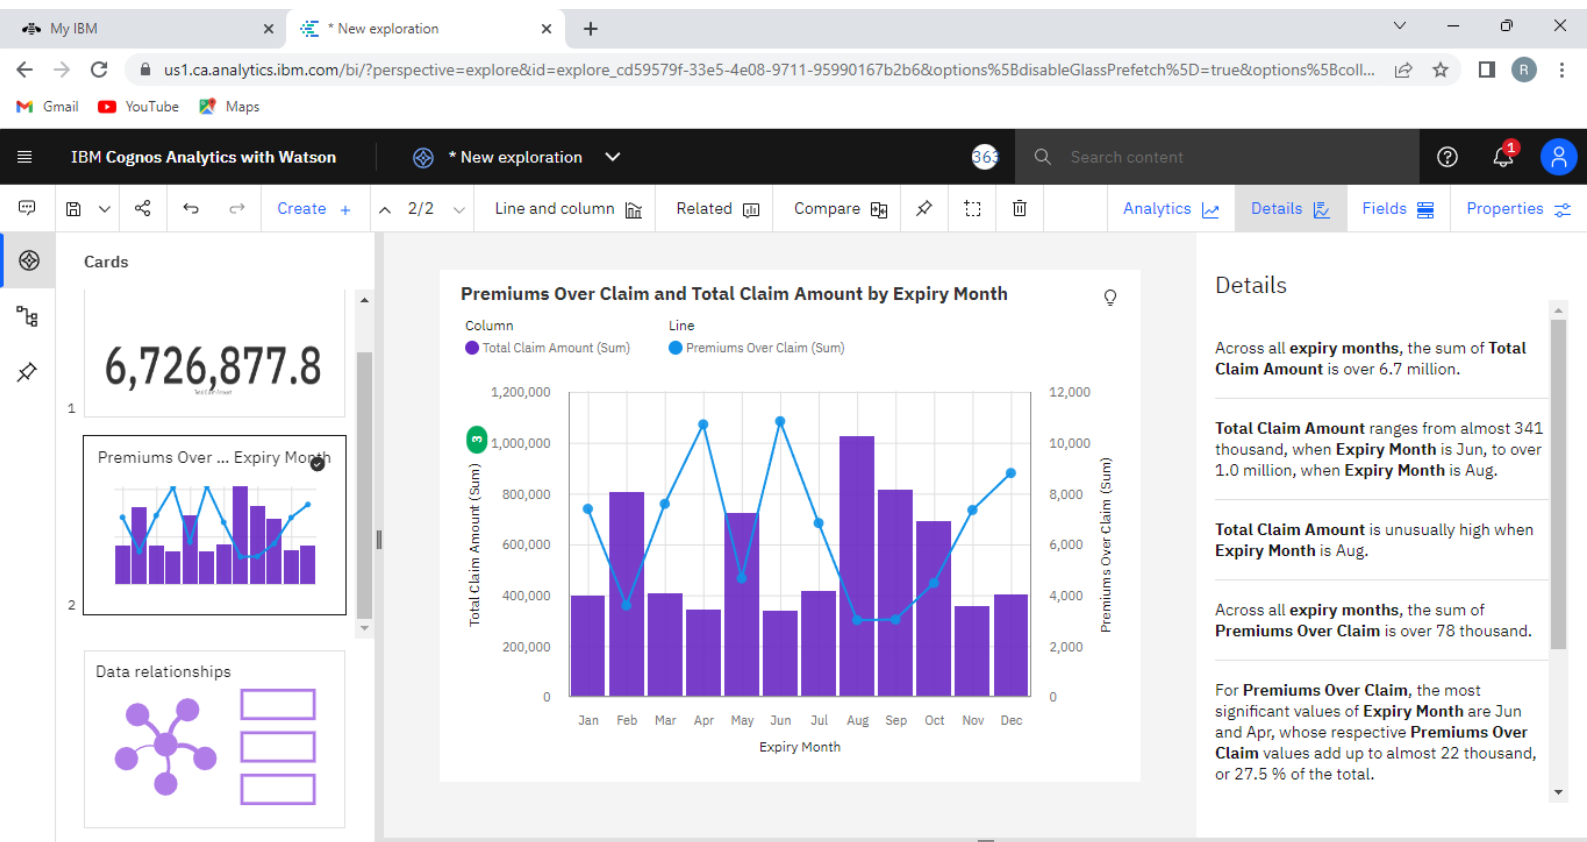 My IBM
* New exploration
us1.ca.analytics.ibm.com/bi/?perspective=explore&id=explore_cd59579f-33e5-4e08-9711-95990167b2b6&options%5BdisableGlassPrefetch%5D=true&options%5Bcoll...
R
Gmail
YouTube
Maps
IBM Cognos Analytics with Watson
* New exploration
363
Search content
1
Create +
2/2
Line and column
Related
Compare
Analytics
Details
Fields
Properties
Cards
6,726,877.8
1
Premiums Over ... Expiry Month
2
Data relationships
Premiums Over Claim and Total Claim Amount by Expiry Month
Column
Line
Total Claim Amount (Sum)
Premiums Over Claim (Sum)
3
Total Claim Amount (Sum)
1,200,000
1,000,000
800,000
600,000
400,000
200,000
0
12,000
10,000
8,000
6,000
4,000
2,000
0
Premiums Over Claim (Sum)
Jan Feb Mar Apr May Jun Jul Aug Sep Oct Nov Dec
Expiry Month
Details
Across all expiry months, the sum of Total
Claim Amount is over 6.7 million.
Total Claim Amount ranges from almost 341
thousand, when Expiry Month is Jun, to over
1.0 million, when Expiry Month is Aug.
Total Claim Amount is unusually high when
Expiry Month is Aug.
Across all expiry months, the sum of
Premiums Over Claim is over 78 thousand.
For Premiums Over Claim, the most
significant values of Expiry Month are Jun
and Apr, whose respective Premiums Over
Claim values add up to almost 22 thousand,
or 27.5 % of the total.